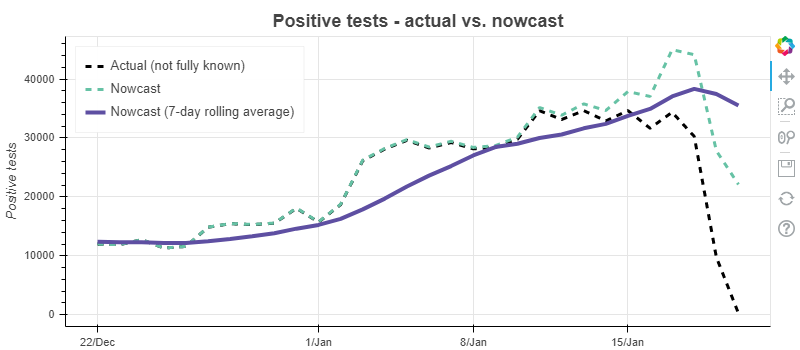 Positive tests - actual vs. nowcast
Actual (not fully known)
Nowcast
Nowcast (7-day rolling average)
Positive tests
40000
30000
20000
10000
0
22/Dec
1/Jan
8/Jan
15/Jan